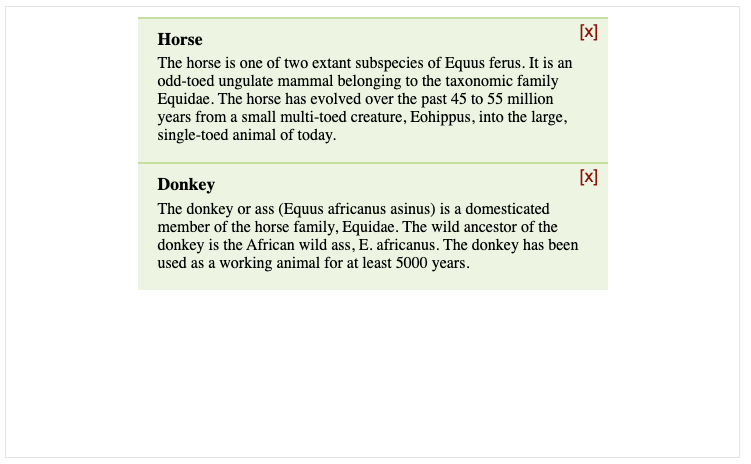 Horse [x]
The horse is one of two extant subspecies of Equus ferus. It is an
odd-toed ungulate mammal belonging to the taxonomic family
Equidae. The horse has evolved over the past 45 to 55 million
years from a small multi-toed creature, Eohippus, into the large,
single-toed animal of today.
Donkey [x]
The donkey or ass (Equus africanus asinus) is a domesticated
member of the horse family, Equidae. The wild ancestor of the
donkey is the African wild ass, E. africanus. The donkey has been
used as a working animal for at least 5000 years.